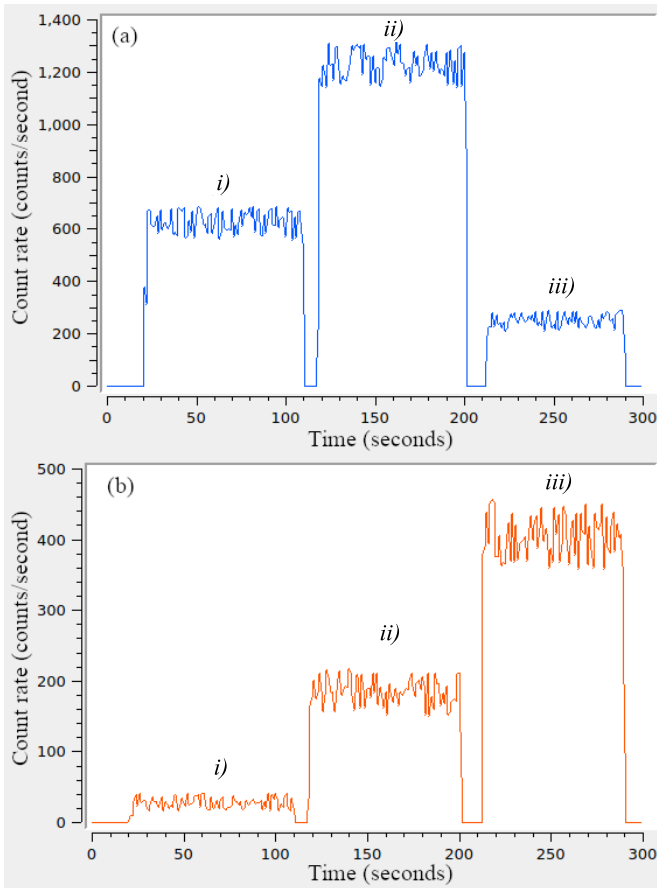 (a)
Count rate (counts/second)
1,400
1,200
1,000
800
600
400
200
0
i)
ii)
iii)
0 50 100 150 200 250 300
Time (seconds)
(b)
Count rate (counts/second)
500
400
300
200
100
0
i)
ii)
iii)
0 50 100 150 200 250 300
Time (seconds)